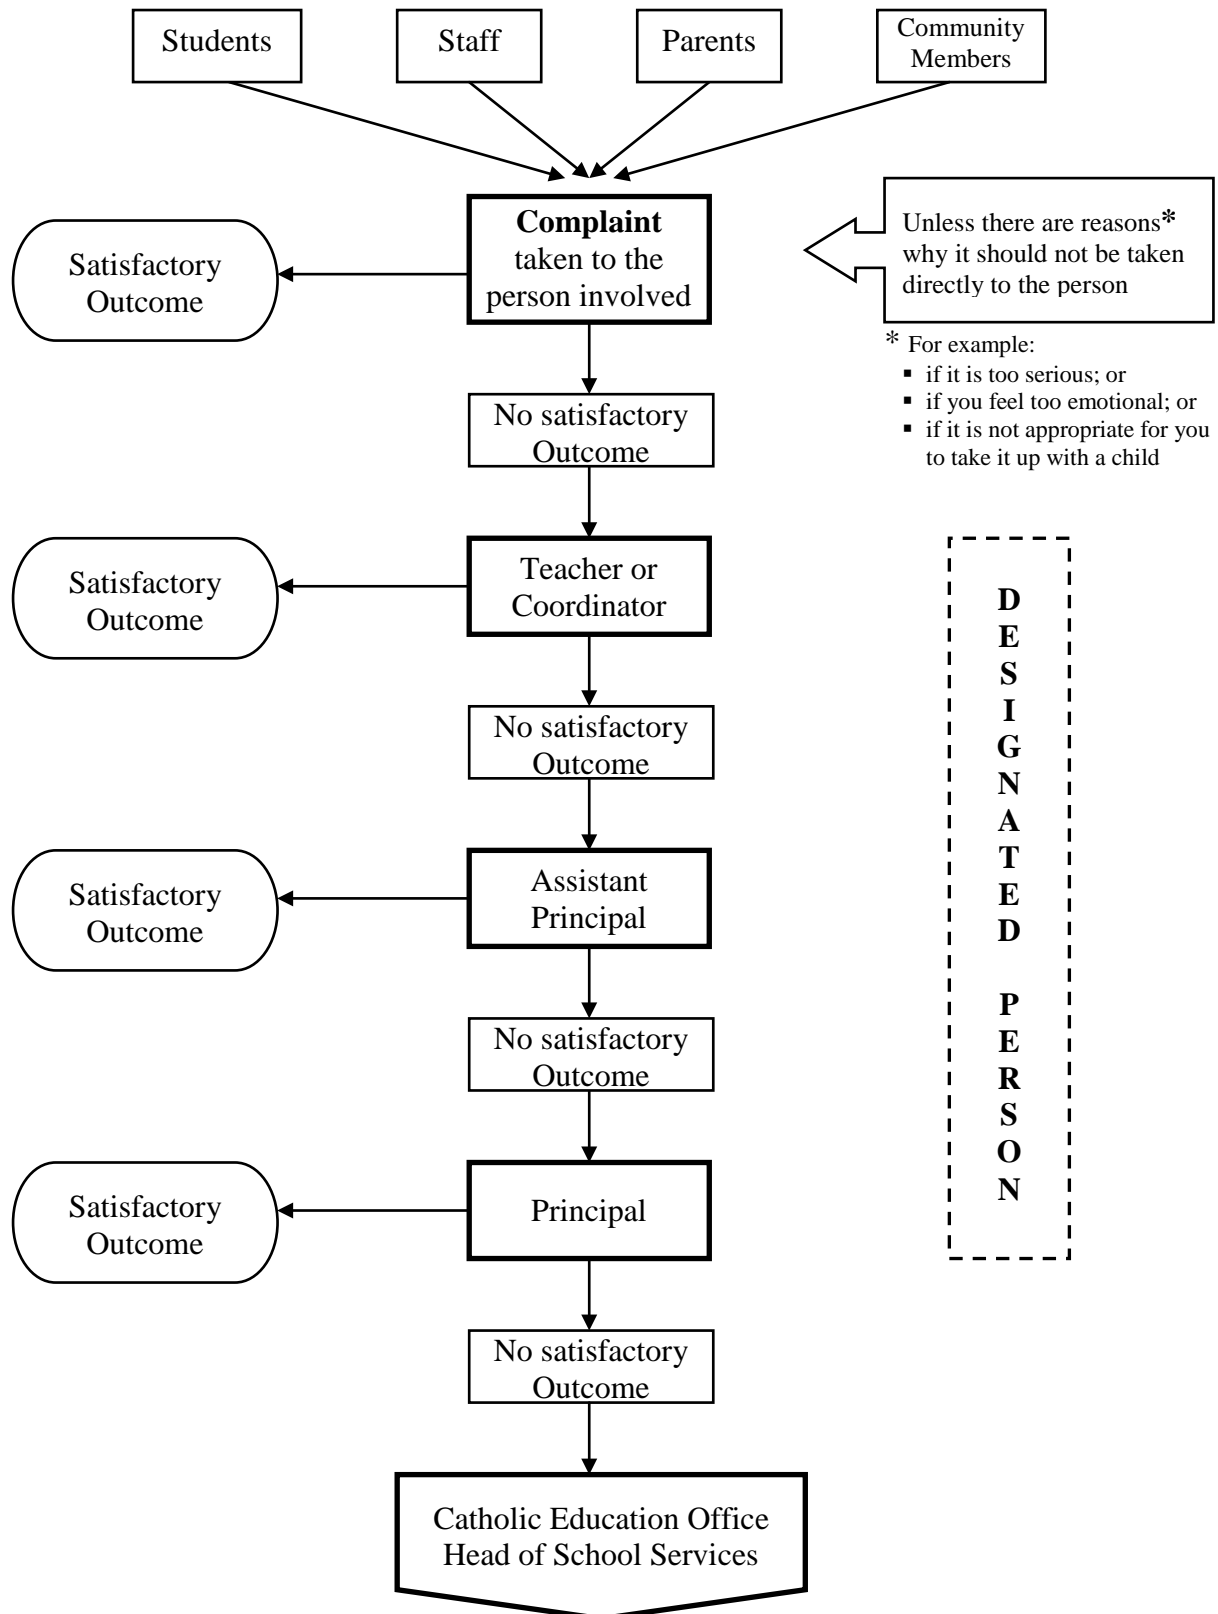 Students
Staff
Parents
Community
Members
Complaint
taken to the
person involved
Satisfactory
Outcome
Unless there are reasons*
why it should not be taken
directly to the person
* For example:
▪ if it is too serious; or
▪ if you feel too emotional; or
▪ if it is not appropriate for you
to take it up with a child
No satisfactory
Outcome
Teacher or
Coordinator
Satisfactory
Outcome
No satisfactory
Outcome
Assistant
Principal
Satisfactory
Outcome
No satisfactory
Outcome
Principal
Satisfactory
Outcome
No satisfactory
Outcome
Catholic Education Office
Head of School Services
D
E
S
I
G
N
A
T
E
D
P
E
R
S
O
N